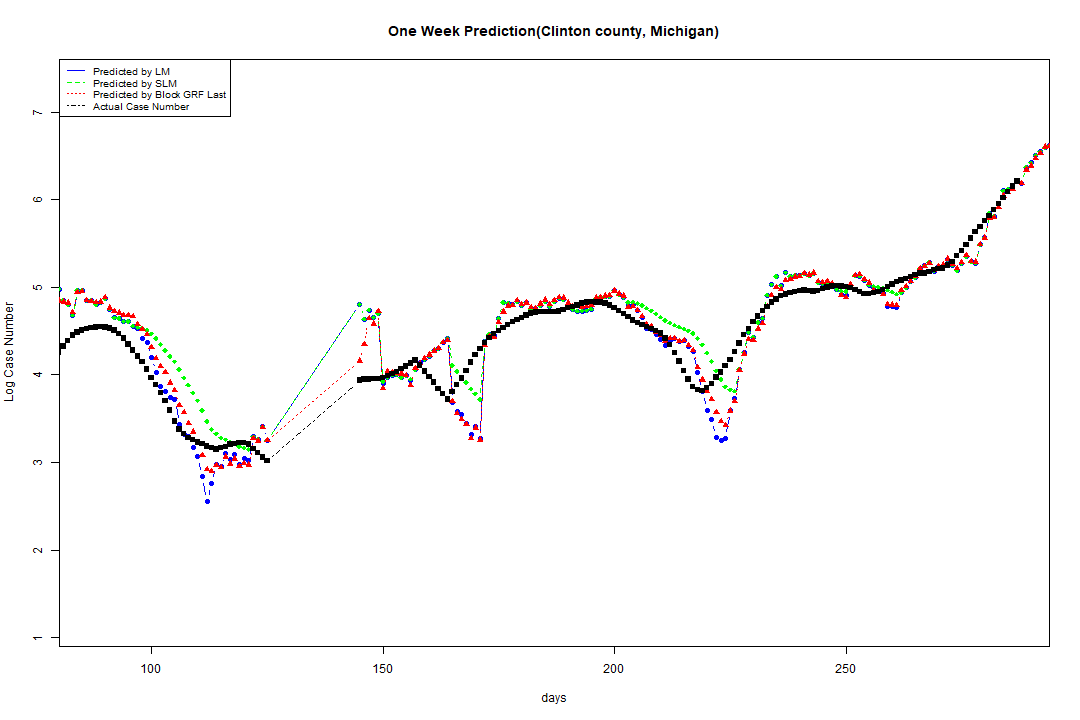 One Week Prediction(Clinton county, Michigan)
Predicted by LM
Predicted by SLM
Predicted by Block GRF Last
Actual Case Number
7
6
5
4
3
2
1
Log Case Number
100 150 200 250
days